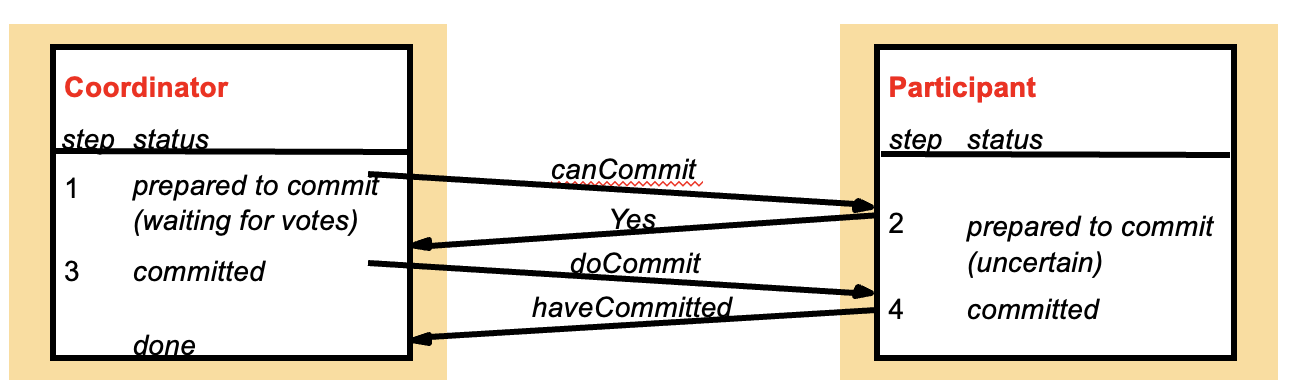 Coordinator
step status
1 prepared to commit
(waiting for votes)
3 committed
done
canCommit
Yes
doCommit
haveCommitted
Participant
step status
2 prepared to commit
(uncertain)
4 committed